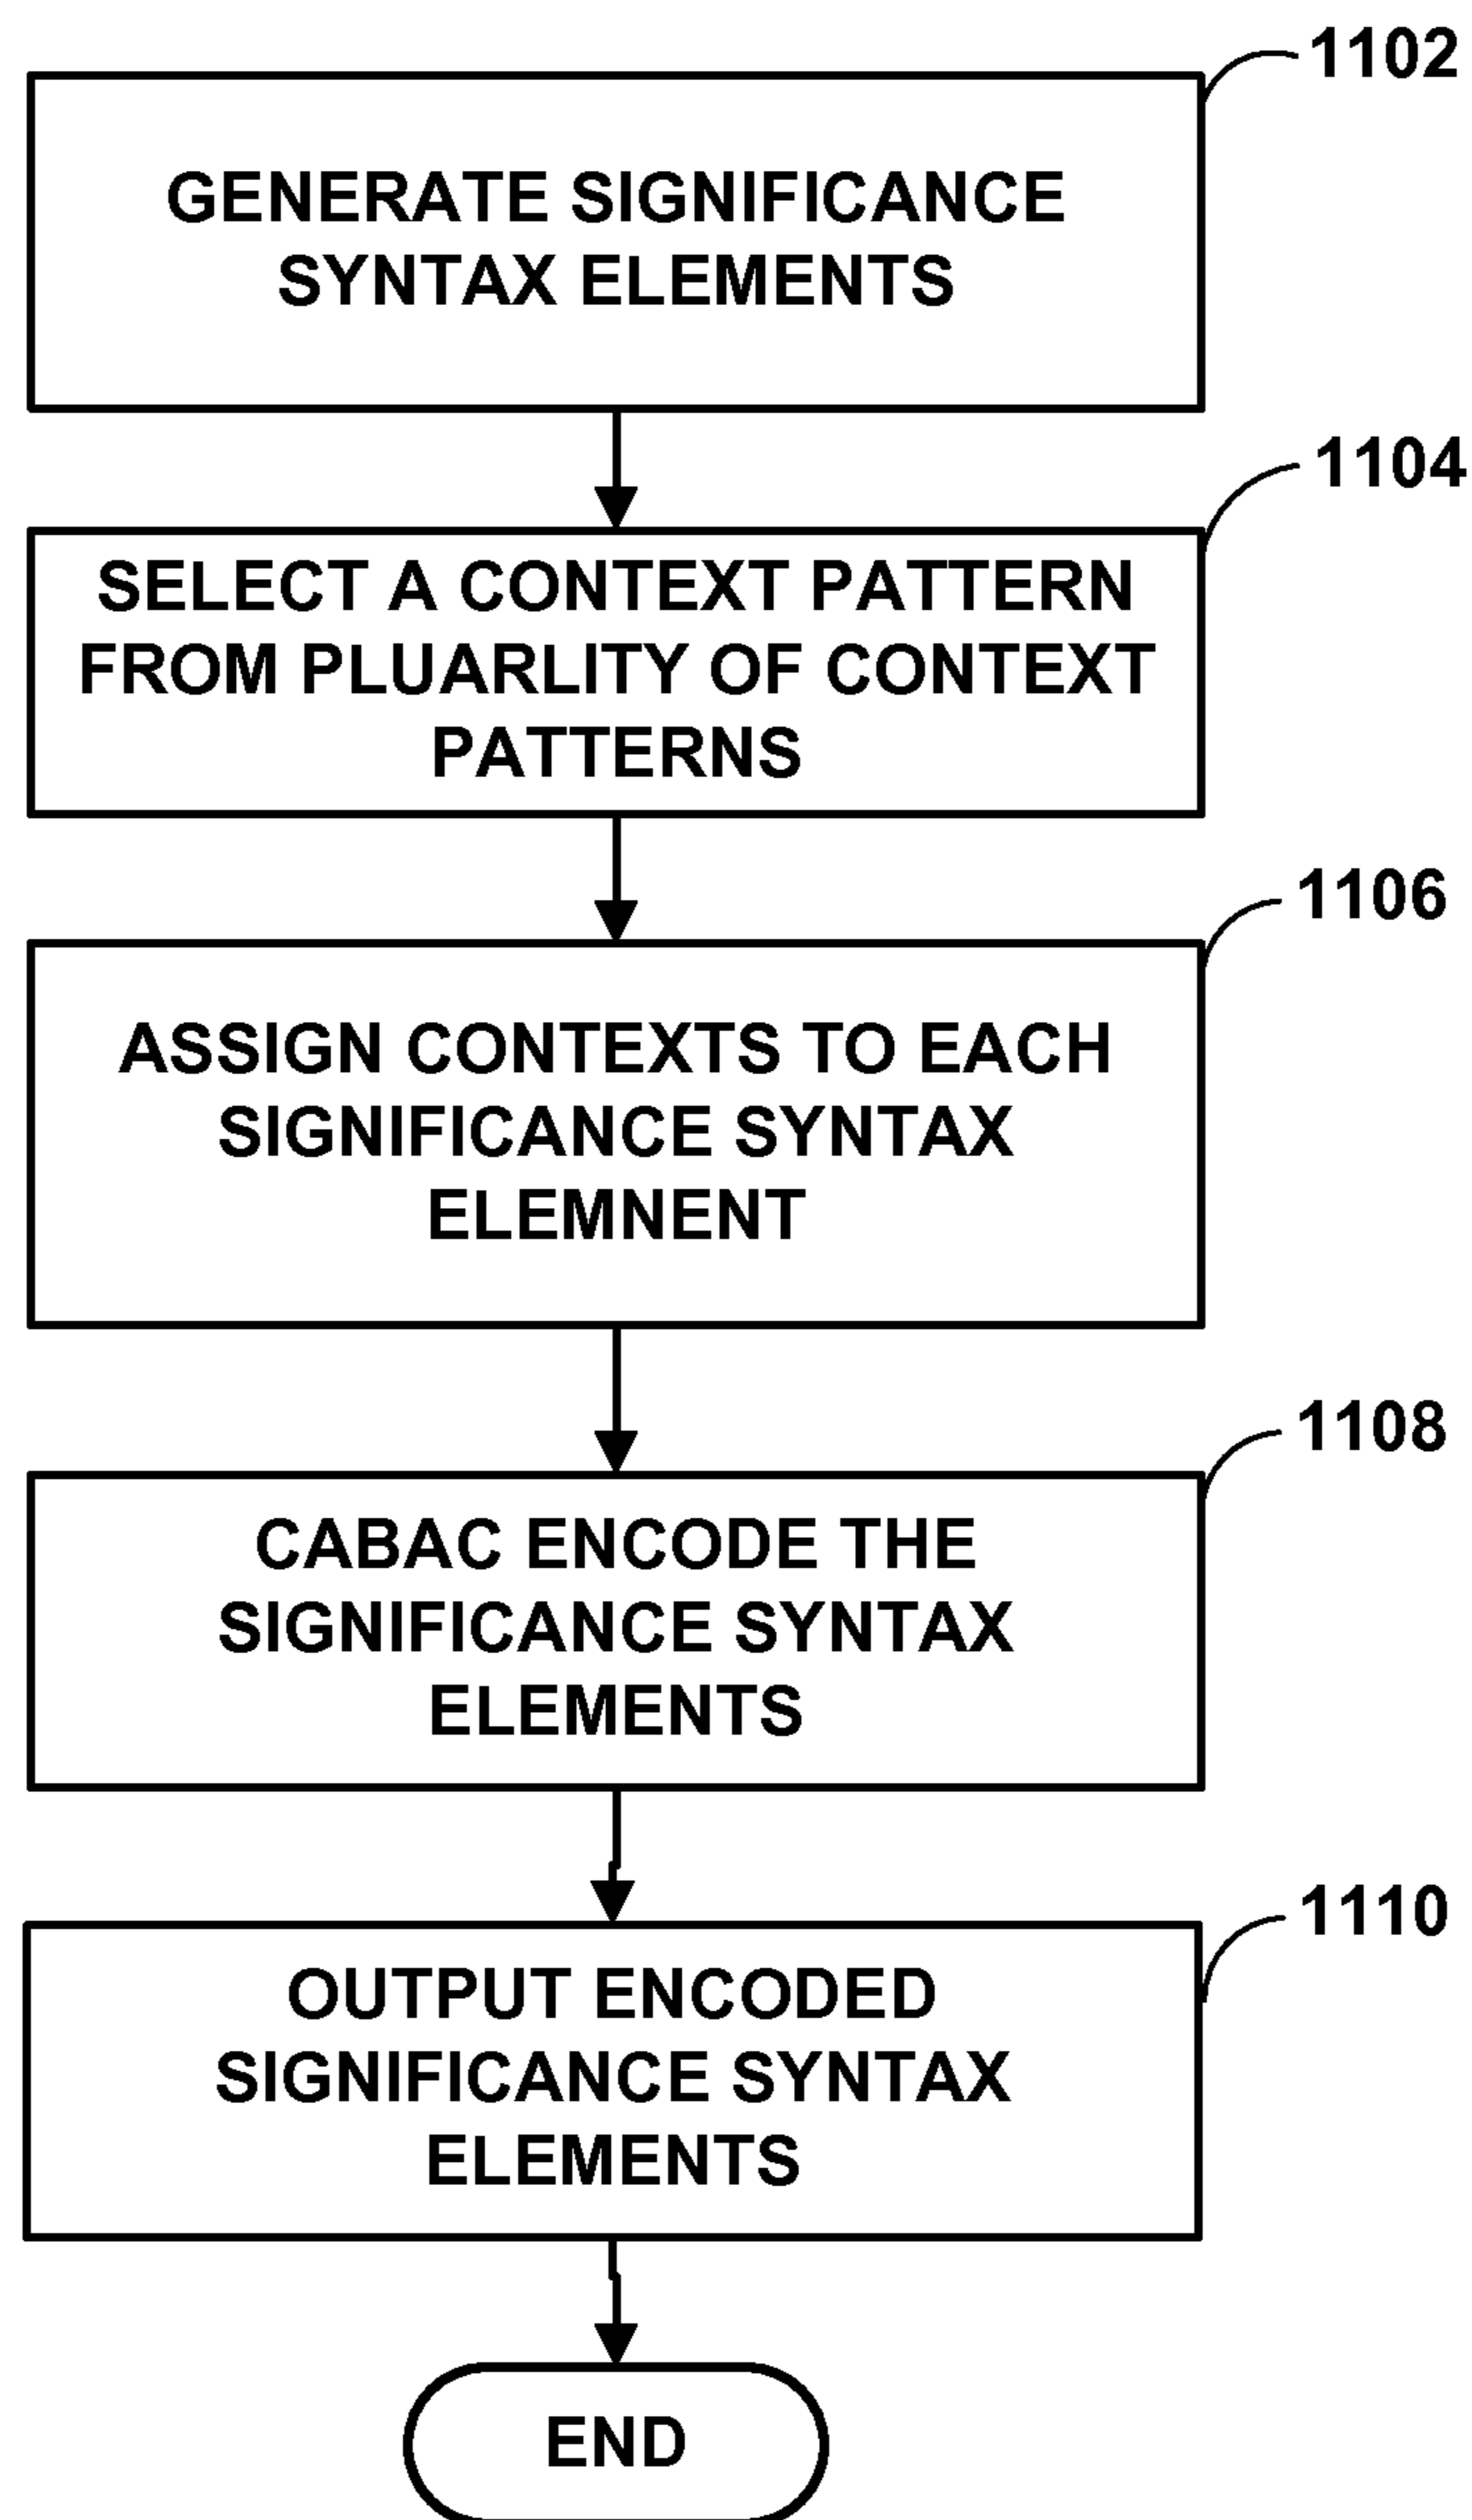 1102
GENERATE SIGNIFICANCE
SYNTAX ELEMENTS
1104
SELECT A CONTEXT PATTERN
FROM PLUARLITY OF CONTEXT
PATTERNS
1106
ASSIGN CONTEXTS TO EACH
SIGNIFICANCE SYNTAX
ELEMNENT
1108
CABAC ENCODE THE
SIGNIFICANCE SYNTAX
ELEMENTS
1110
OUTPUT ENCODED
SIGNIFICANCE SYNTAX
ELEMENTS
END